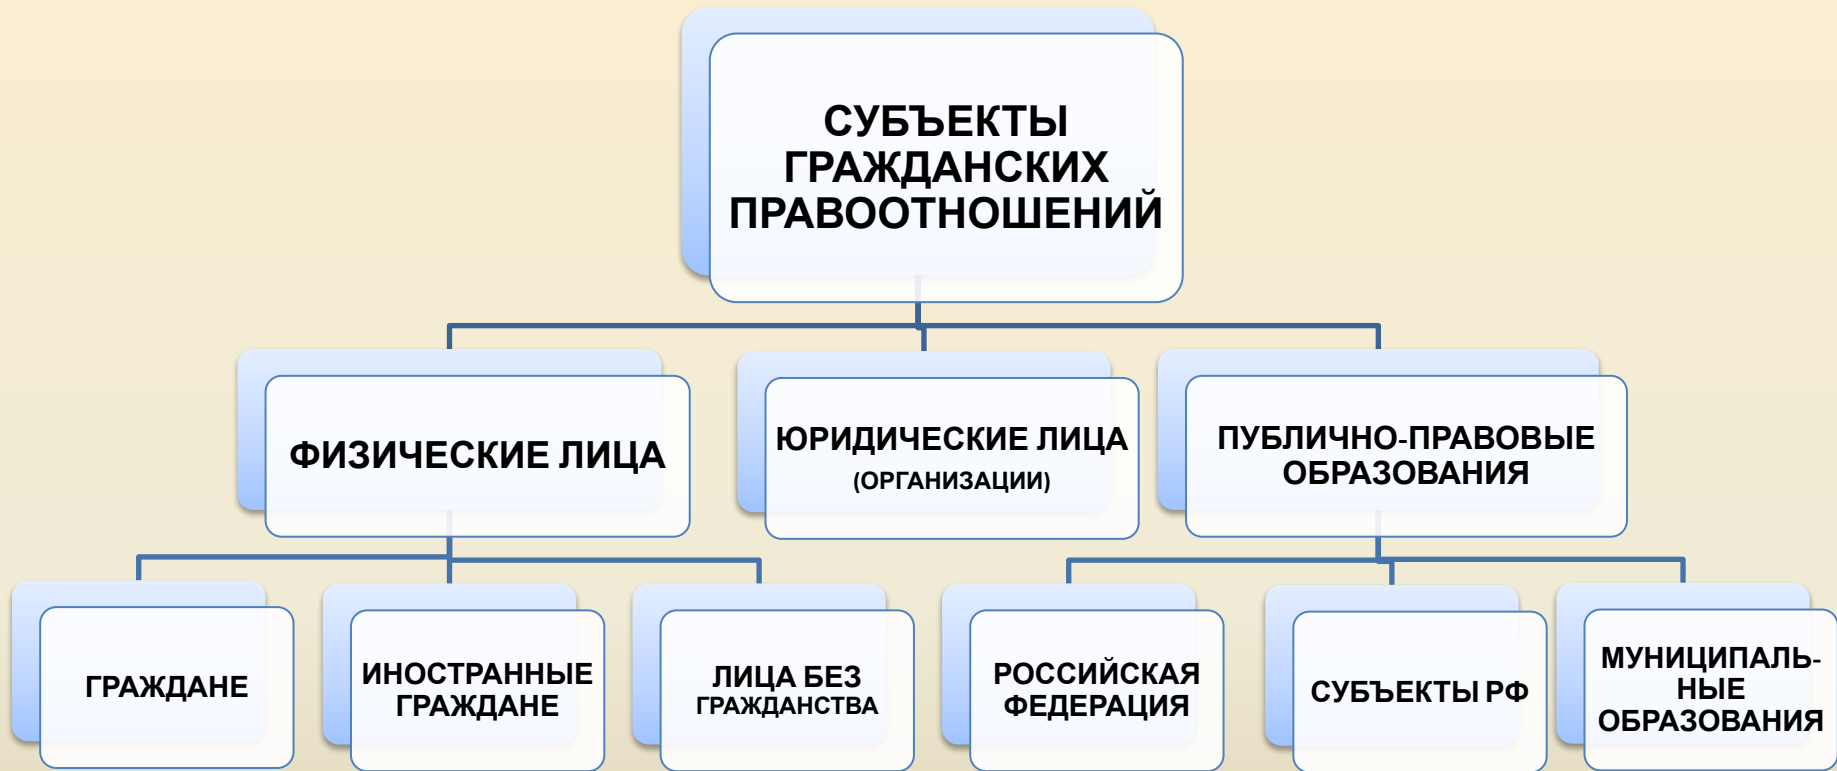 СУБЪЕКТЫ
ГРАЖДАНСКИХ
ПРАВООТНОШЕНИЙ
ФИЗИЧЕСКИЕ ЛИЦА
ЮРИДИЧЕСКИЕ ЛИЦА
(ОРГАНИЗАЦИИ)
ПУБЛИЧНО-ПРАВОВЫЕ
ОБРАЗОВАНИЯ
ГРАЖДАНЕ
ИНОСТРАННЫЕ
ГРАЖДАНЕ
ЛИЦА БЕЗ
ГРАЖДАНСТВА
РОССИЙСКАЯ
ФЕДЕРАЦИЯ
СУБЪЕКТЫ РФ
МУНИЦИПАЛЬ-
НЫЕ
ОБРАЗОВАНИЯ